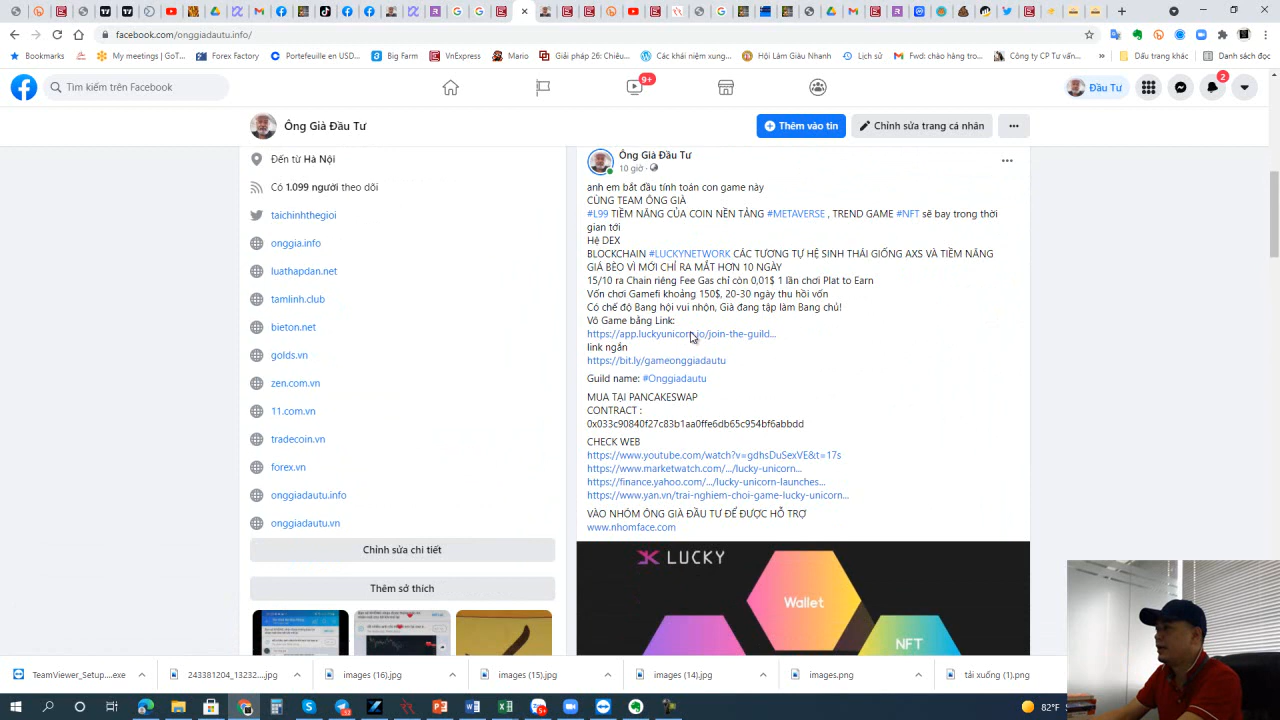 facebook.com/onggiadautu.info/
Bookmarks
My meetings | GoT...
Forex Factory
Portefeuille en USD...
Big Farm
VnExpress
Mario
Giải pháp 26: Chiêu...
Các khái niệm xung...
Hội Làm Giàu Nhanh
Lịch sử
Fwd: chào hàng tro...
Công ty CP Tư vấn...
»
Dấu trang khác
Danh sách đọc
Tìm kiếm trên Facebook
9+
Đầu Tư
2
Ông Già Đầu Tư
Thêm vào tin
Chỉnh sửa trang cá nhân
Đến từ Hà Nội
Có 1.099 người theo dõi
taichinhthegioi
onggia.info
luathapdan.net
tamlinh.club
bieton.net
golds.vn
zen.com.vn
11.com.vn
tradecoin.vn
forex.vn
onggiadautu.info
onggiadautu.vn
Chỉnh sửa chi tiết
Thêm sở thích
Ông Già Đầu Tư
10 giờ
anh em bắt đầu tính toán con game này
CÙNG TEAM ÔNG GIÀ
#L99 TIỀM NĂNG CỦA COIN NỀN TẢNG #METAVERSE , TREND GAME #NFT sẽ bay trong thời
gian tới
Hệ DEX
BLOCKCHAIN #LUCKYNETWORK CÁC TƯƠNG TỰ HỆ SINH THÁI GIỐNG AXS VÀ TIỀM NĂNG
GIÁ BÈO VÌ MỚI CHỈ RA MẮT HƠN 10 NGÀY
15/10 ra Chain riêng Fee Gas chỉ còn 0,01$ 1 lần chơi Plat to Earn
Vốn chơi Gamefi khoảng 150$, 20-30 ngày thu hồi vốn
Có chế độ Bang hội vui nhộn, Già đang tập làm Bang chủ!
Vô Game bằng Link:
https://app.luckyunicorn.io/join-the-guild...
link ngắn
https://bit.ly/gameonggiadautu
Guild name: #Onggiadautu
MUA TẠI PANCAKESWAP
CONTRACT :
0x033c90840f27c83b1aa0ffe6db65c954bf6abbdd
CHECK WEB
https://www.youtube.com/watch?v=gdhsDuSexVE&t=17s
https://www.marketwatch.com/.../lucky-unicorn...
https://finance.yahoo.com/.../lucky-unicorn-launches...
https://www.yan.vn/trai-nghiem-choi-game-lucky-unicorn...
VÀO NHÓM ÔNG GIÀ ĐẦU TƯ ĐỂ ĐƯỢC HỖ TRỢ
www.nhomface.com
LUCKY
Wallet
NFT
TeamViewer_Setup....exe
243381204_13232....jpg
images (16).jpg
images (15).jpg
images (14).jpg
images.png
tải xuống (1).png
82°F